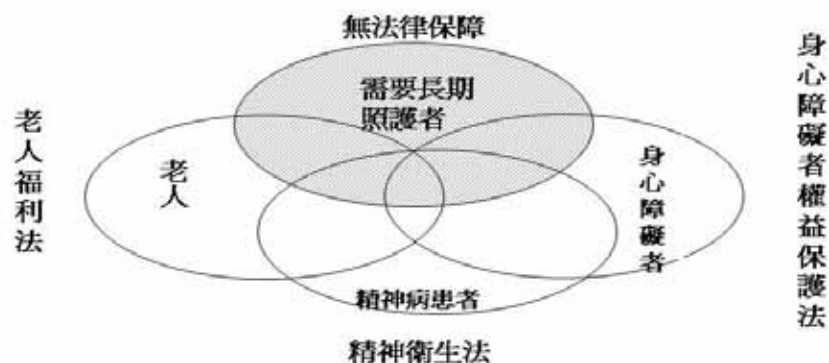 無法律保障
需要長期
照護者
老人福利法
老人
身心障礙者
身心障礙者權益保護法
精神病患者
精神衛生法